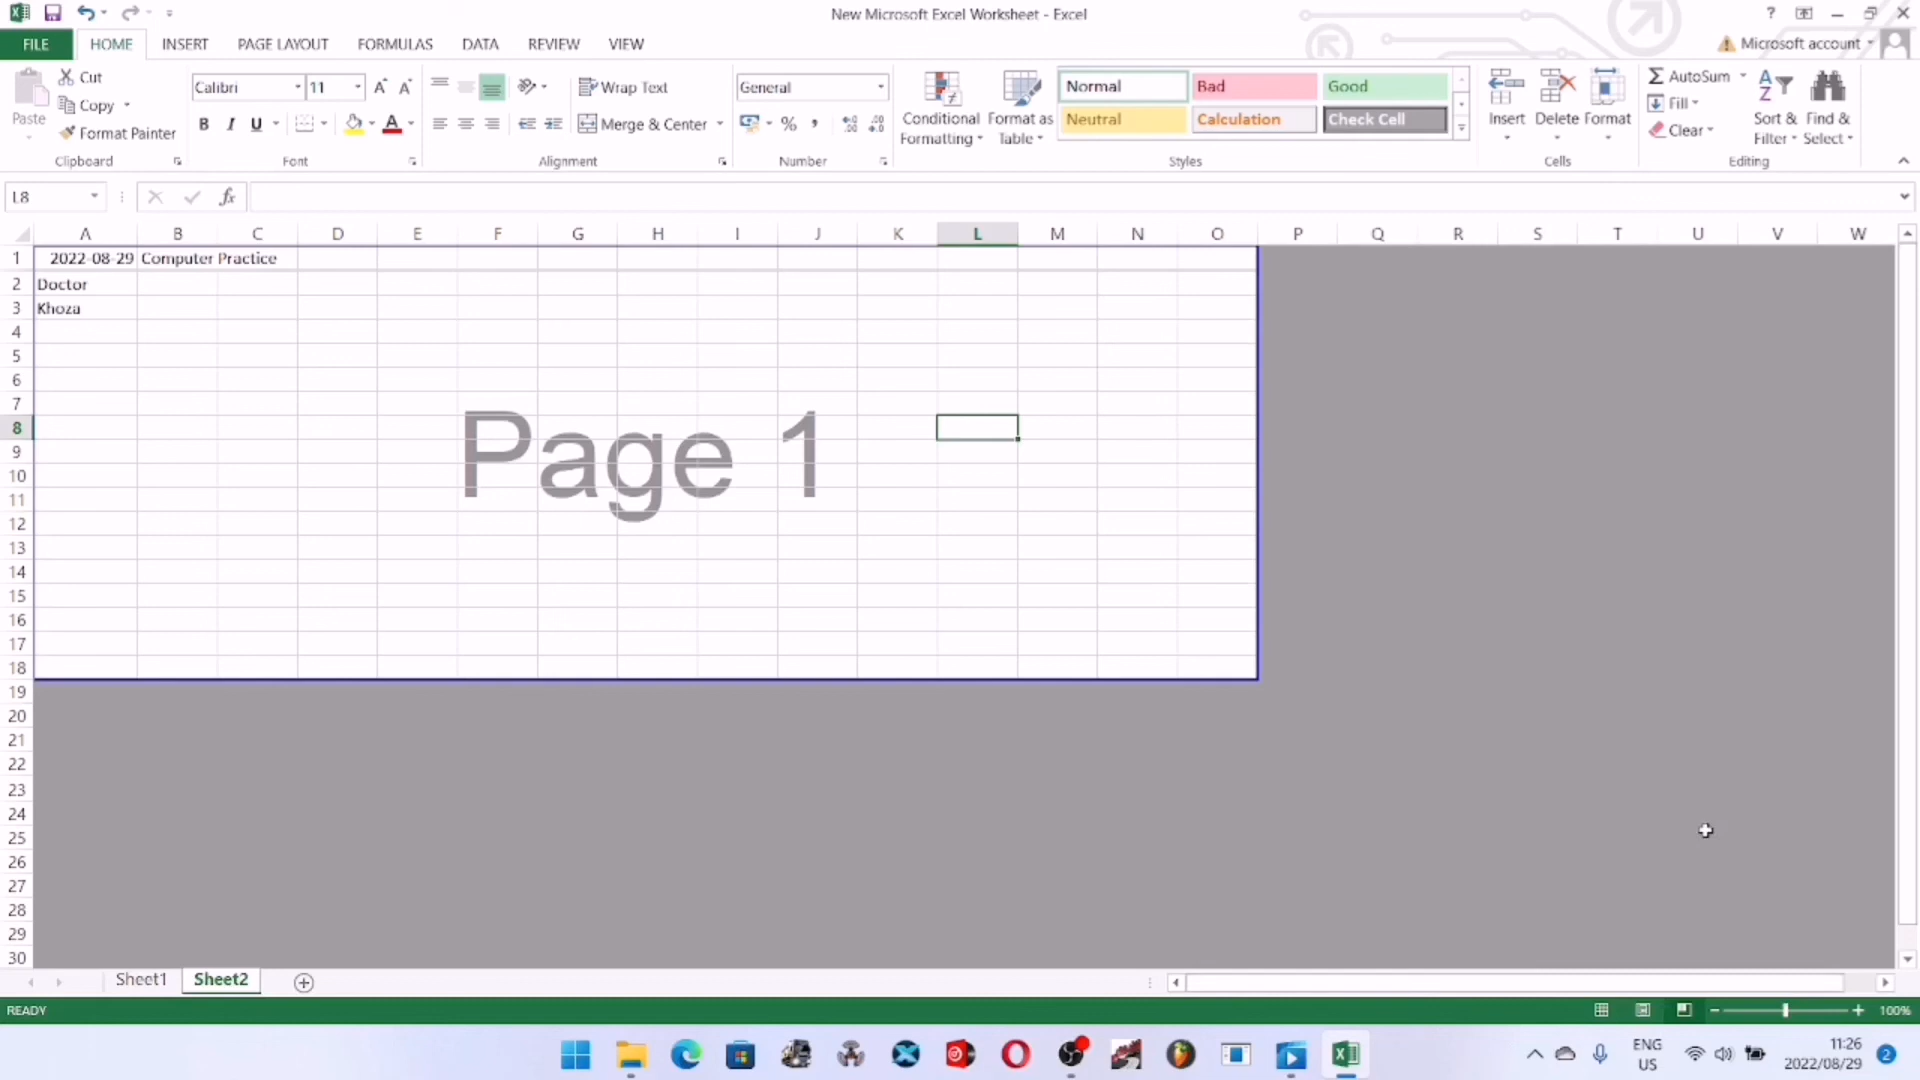 New Microsoft Excel Worksheet - Excel
?
FILE HOME INSERT PAGE LAYOUT FORMULAS DATA REVIEW VIEW
Microsoft account
Paste
Cut
Copy
Format Painter
Clipboard
Calibri 11
B I U
Font
Wrap Text
Merge & Center
Alignment
General
% ,
Number
Conditional Formatting
Format as Table
Normal Bad Good
Neutral Calculation Check Cell
Styles
Insert Delete Format
Cells
AutoSum
Fill
Clear
Sort & Filter
Find & Select
Editing
L8
fx
A B C D E F G H I J K L M N O P Q R S T U V W
1 2022-08-29 Computer Practice
2 Doctor
3 Khoza
4
5
6
7
8
9
10
11
12
13
14
15
16
17
18
19
20
21
22
23
24
25
26
27
28
29
30
Page 1
Sheet1 Sheet2
READY
100%
ENG
US
11:26
2022/08/29
2